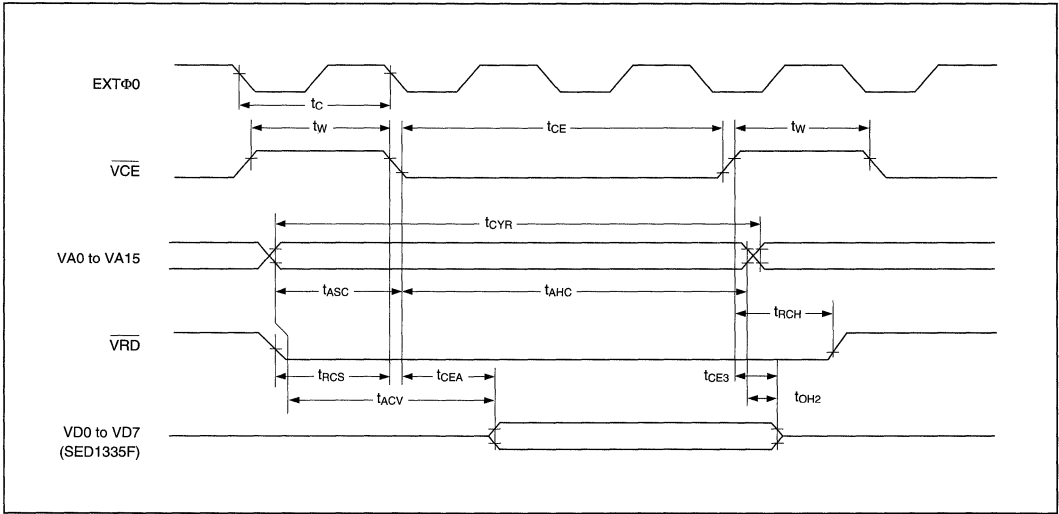 EXTΦ0
tC
tW
tCE
tW
VCE
tCYR
VA0 to VA15
tASC
tAHC
tRCH
VRD
tRCS
tCEA
tCE3
tACV
tOH2
VD0 to VD7
(SED1335F)